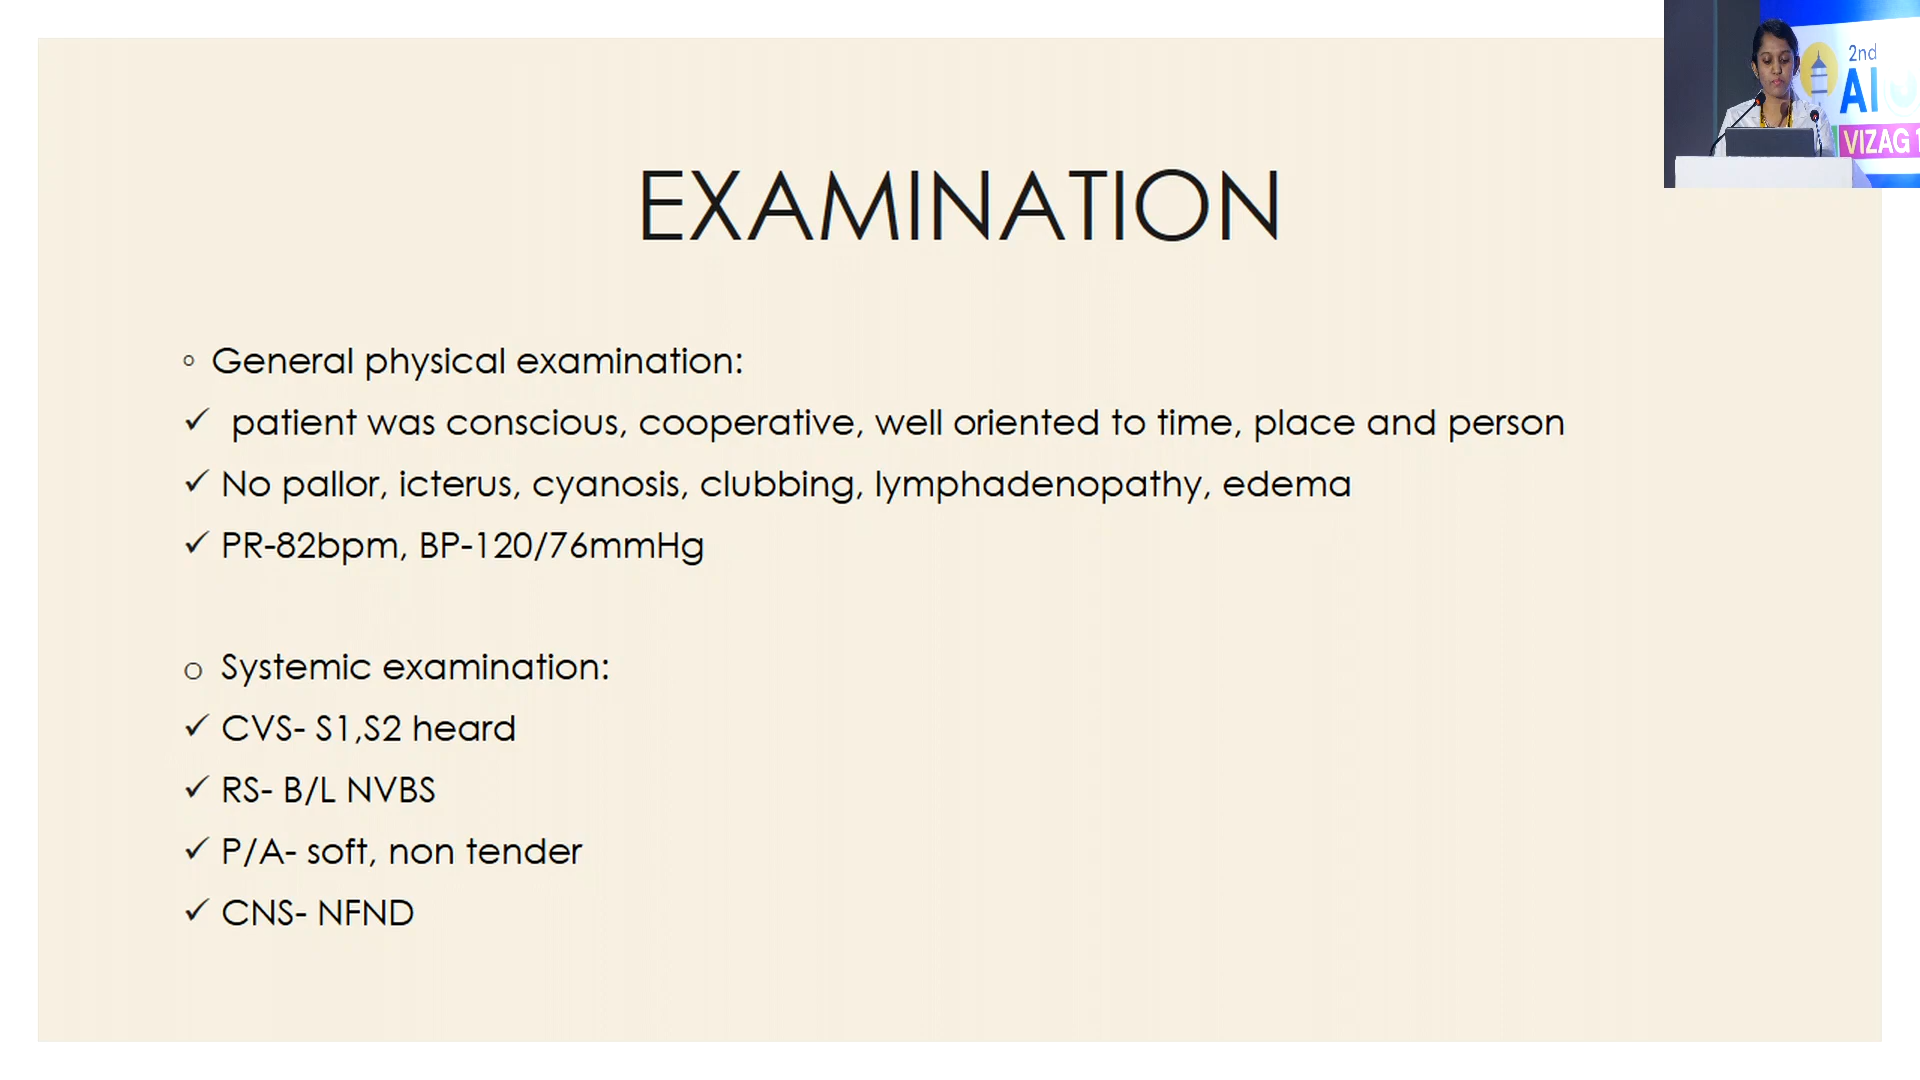 EXAMINATION
General physical examination:
patient was conscious, cooperative, well oriented to time, place and person
No pallor, icterus, cyanosis, clubbing, lymphadenopathy, edema
PR-82bpm, BP-120/76mmHg
Systemic examination:
CVS- S1,S2 heard
RS- B/L NVBS
P/A- soft, non tender
CNS- NFND
2nd
AI
VIZAG